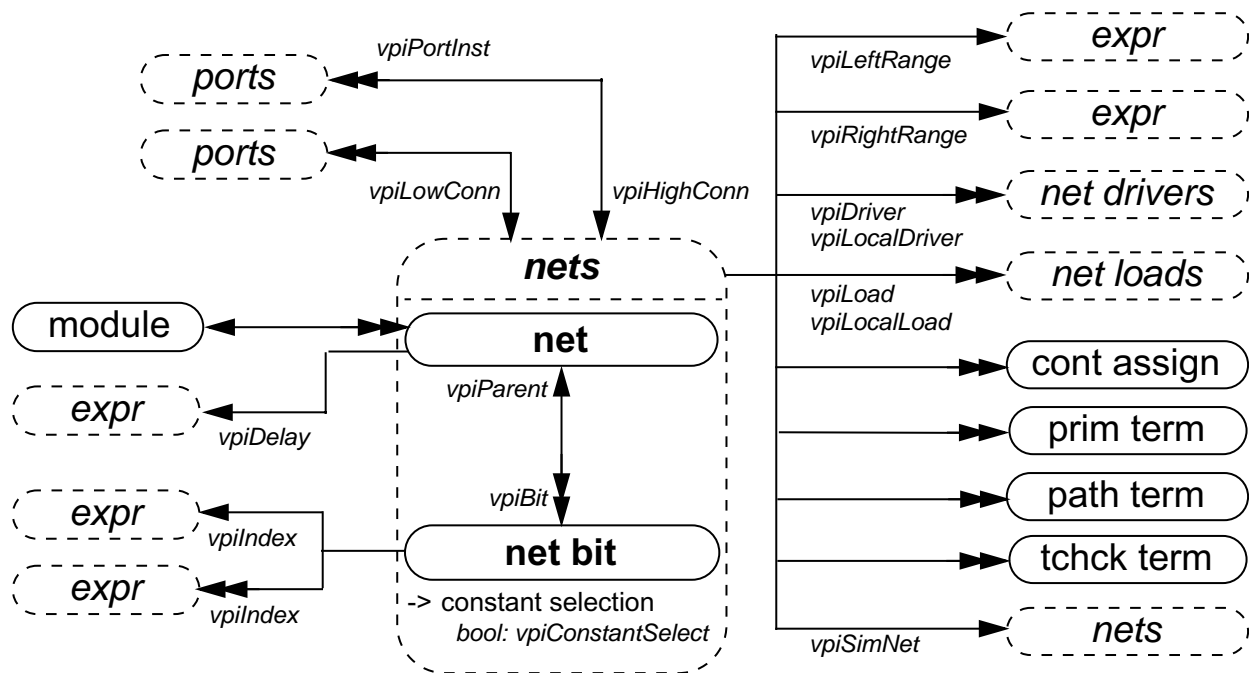 vpiPortInst
ports
ports
vpiLowConn
vpiHighConn
nets
module
net
vpiParent
expr
vpiDelay
vpiBit
expr
vpiIndex
net bit
expr
vpiIndex
-> constant selection
bool: vpiConstantSelect
expr
vpiLeftRange
expr
vpiRightRange
net drivers
vpiDriver
vpiLocalDriver
net loads
vpiLoad
vpiLocalLoad
cont assign
prim term
path term
tchck term
nets
vpiSimNet